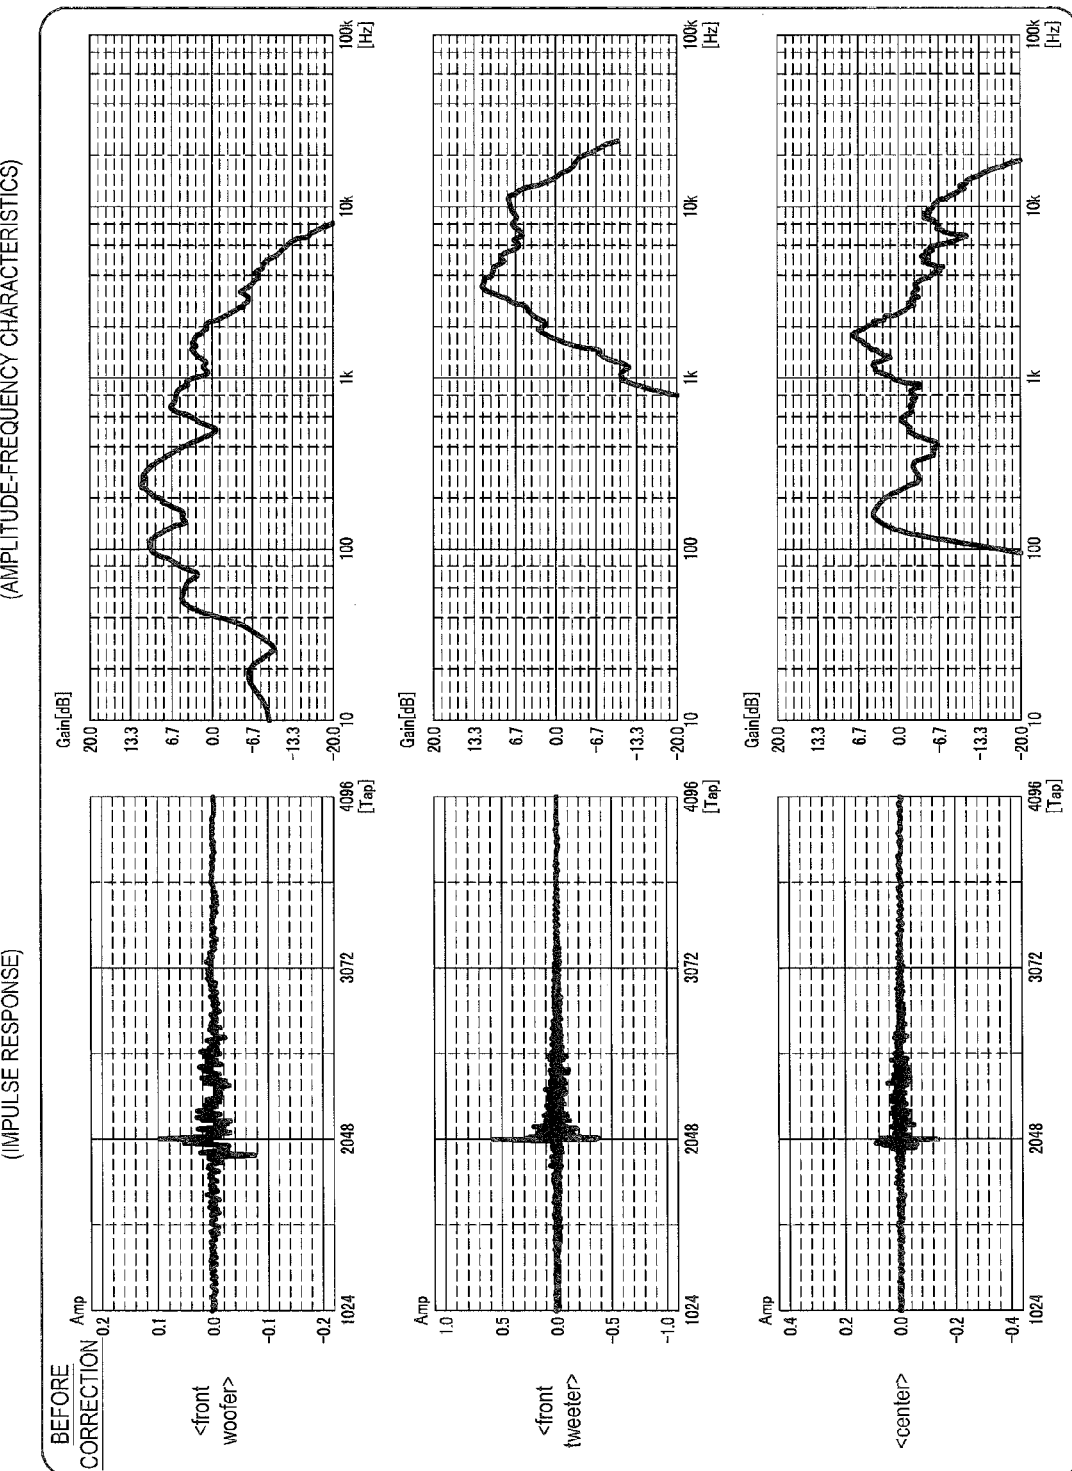 (IMPULSE RESPONSE)
(AMPLITUDE-FREQUENCY CHARACTERISTICS)
BEFORE
CORRECTION
<front
woofer>
Amp
0.2
0.1
0.0
-0.1
-0.2
1024
2048
3072
4096
[Tap]
Gain[dB]
20.0
13.3
6.7
0.0
-6.7
-13.3
-20.0
10
100
1k
10k
100k
[Hz]
<front
tweeter>
Amp
1.0
0.5
0.0
-0.5
-1.0
1024
2048
3072
4096
[Tap]
Gain[dB]
20.0
13.3
6.7
0.0
-6.7
-13.3
-20.0
10
100
1k
10k
100k
[Hz]
<center>
Amp
0.4
0.2
0.0
-0.2
-0.4
1024
2048
3072
4096
[Tap]
Gain[dB]
20.0
13.3
6.7
0.0
-6.7
-13.3
-20.0
10
100
1k
10k
100k
[Hz]